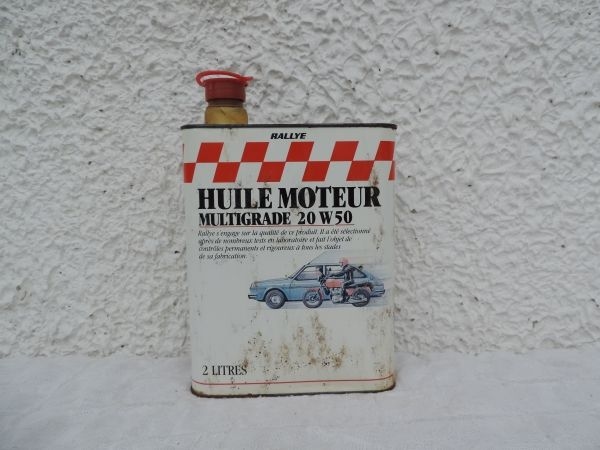 RALLYE
HUILE MOTEUR
MULTIGRADE 20 W 50
Rallye s'engage sur la qualité de ce produit. Il a été sélectionné
après de nombreux tests en laboratoire et fait l'objet de
contrôles permanents et rigoureux à tous les stades
de sa fabrication.
2 LITRES